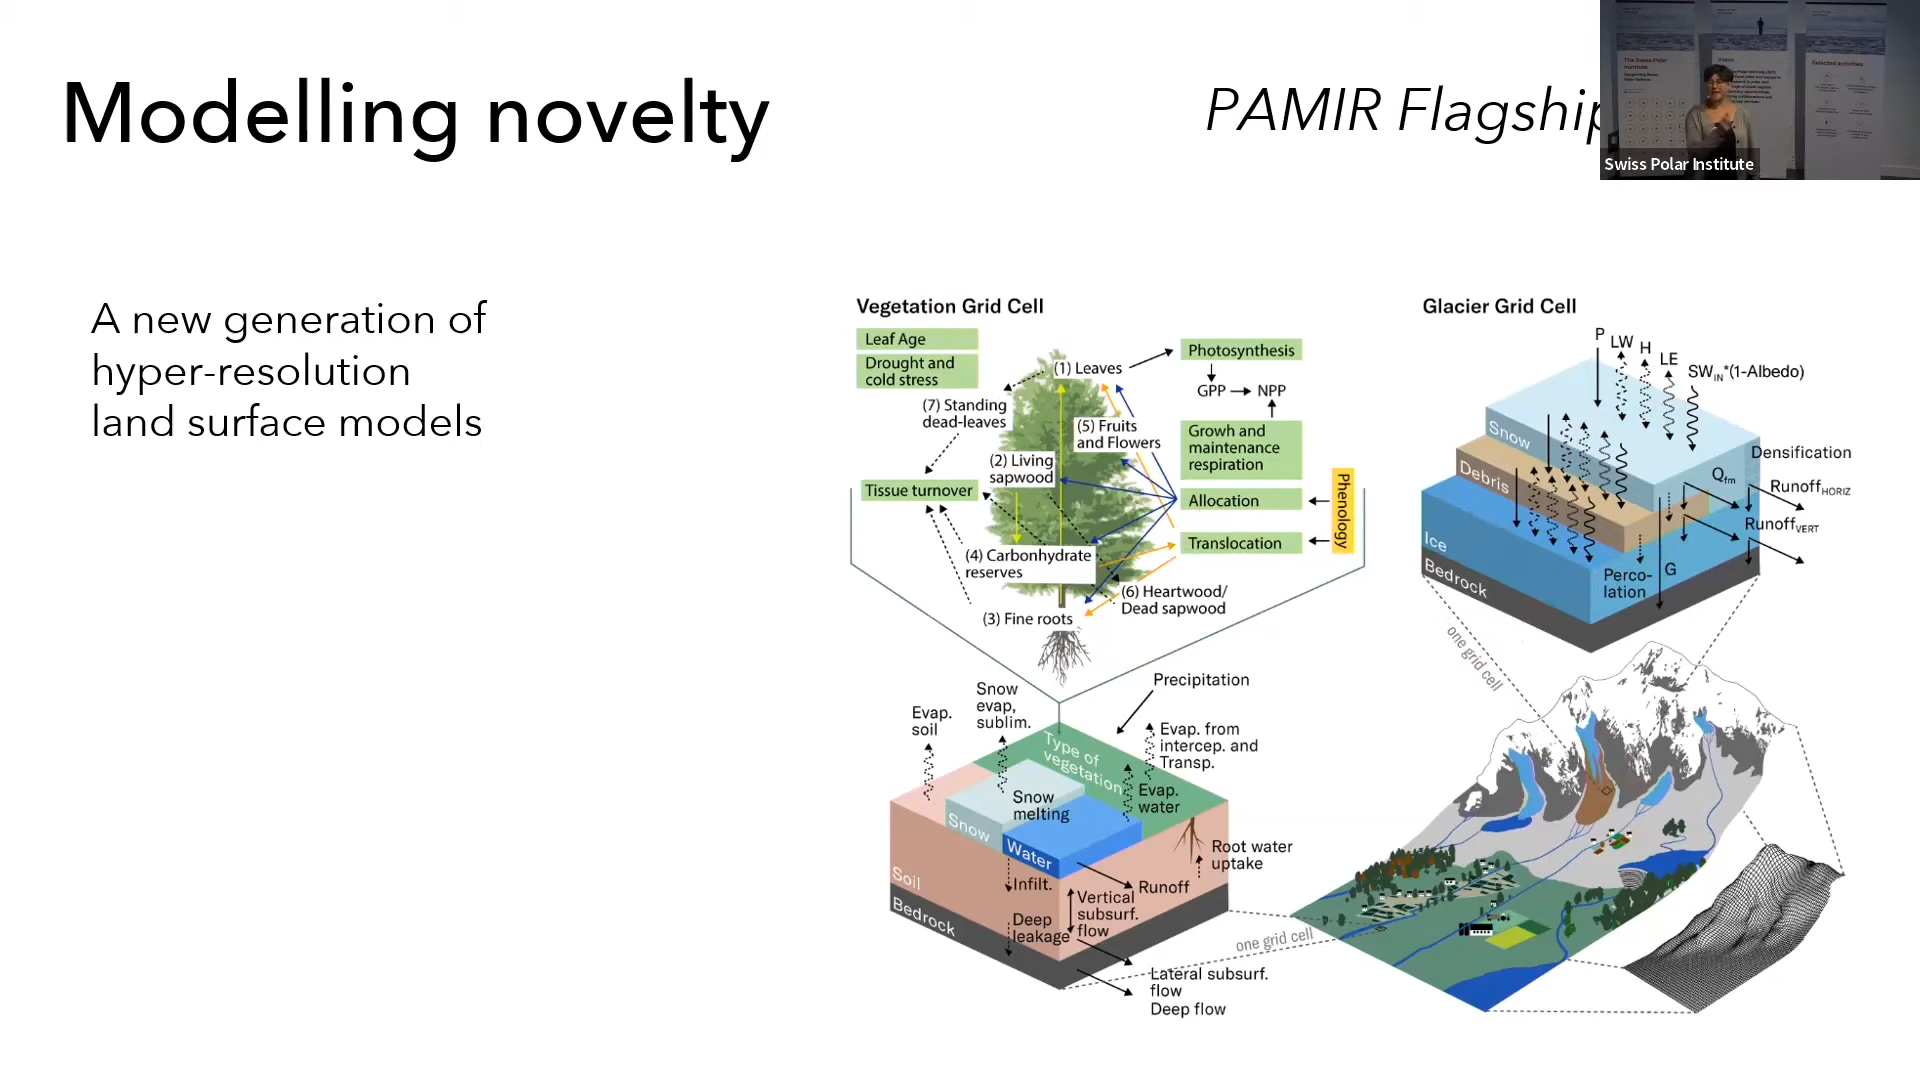 Modelling novelty
PAMIR Flagship
Swiss Polar Institute
A new generation of
hyper-resolution
land surface models
Vegetation Grid Cell
Leaf Age
Drought and
cold stress
(1) Leaves
Photosynthesis
GPP
NPP
(7) Standing
dead-leaves
(5) Fruits
and Flowers
Growth and
maintenance
respiration
(2) Living
sapwood
Tissue turnover
Allocation
Phenology
Translocation
(4) Carbonhydrate
reserves
(6) Heartwood/
Dead sapwood
(3) Fine roots
Glacier Grid Cell
P
LW
H
LE
SWIN*(1-Albedo)
Snow
Debris
Ice
Bedrock
Densification
Qfm
RunoffHORIZ
RunoffVERT
Perco-
lation
G
one grid cell
Precipitation
Snow
evap,
sublim.
Evap.
soil
Evap. from
intercep. and
Transp.
Type of
vegetation
Evap.
water
Snow
melting
Snow
Water
Root water
uptake
Soil
Infilt.
Runoff
Vertical
subsurf.
flow
Bedrock
Deep
leakage
one grid cell
Lateral subsurf.
flow
Deep flow